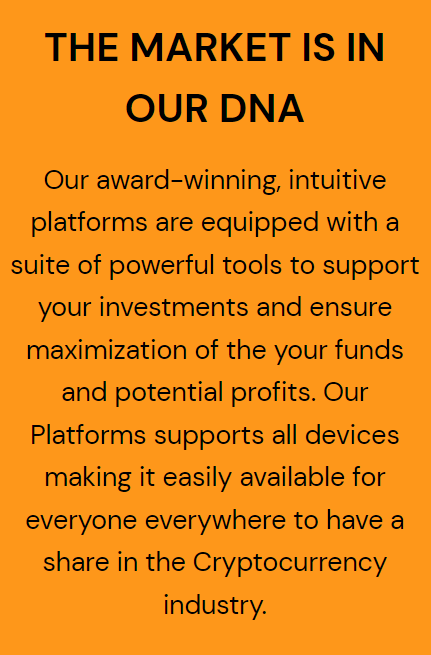 THE MARKET IS IN
OUR DNA
Our award-winning, intuitive
platforms are equipped with a
suite of powerful tools to support
your investments and ensure
maximization of the your funds
and potential profits. Our
Platforms supports all devices
making it easily available for
everyone everywhere to have a
share in the Cryptocurrency
industry.